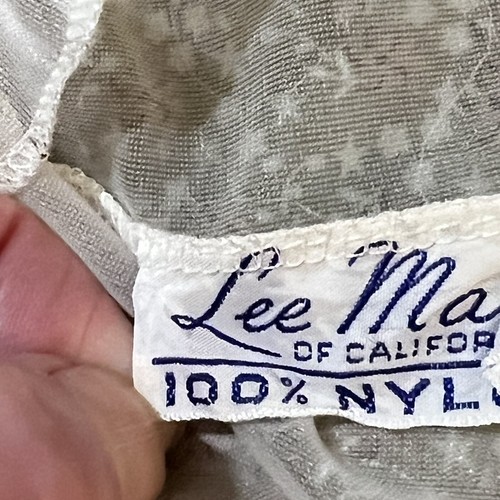 Lee Ma
OF CALIFOR
100% NYL